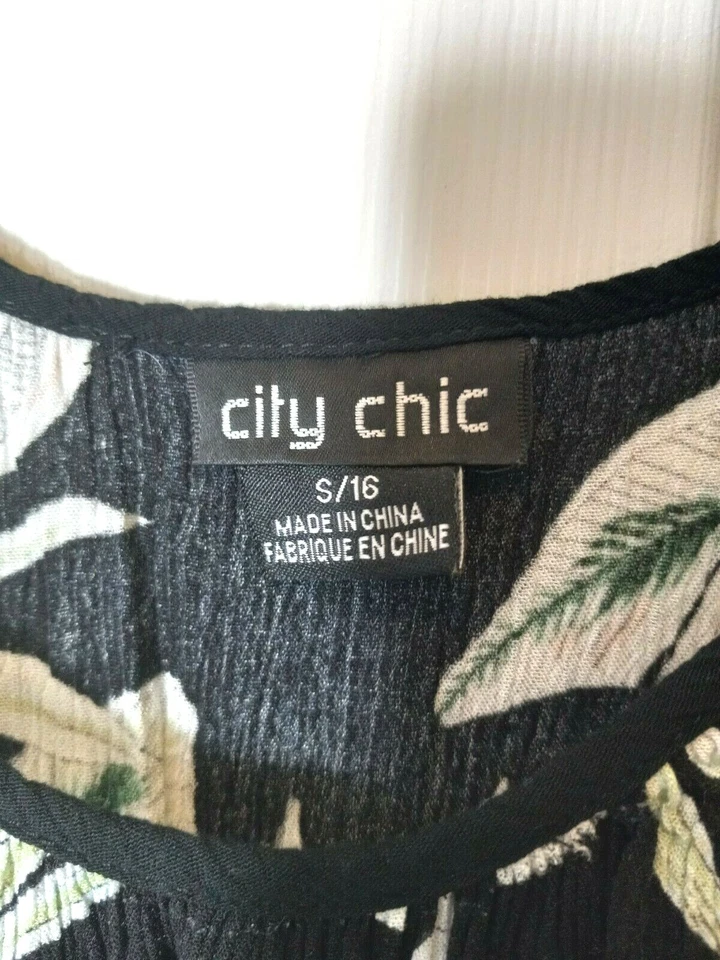 city chic
S/16
MADE IN CHINA
FABRIQUE EN CHINE